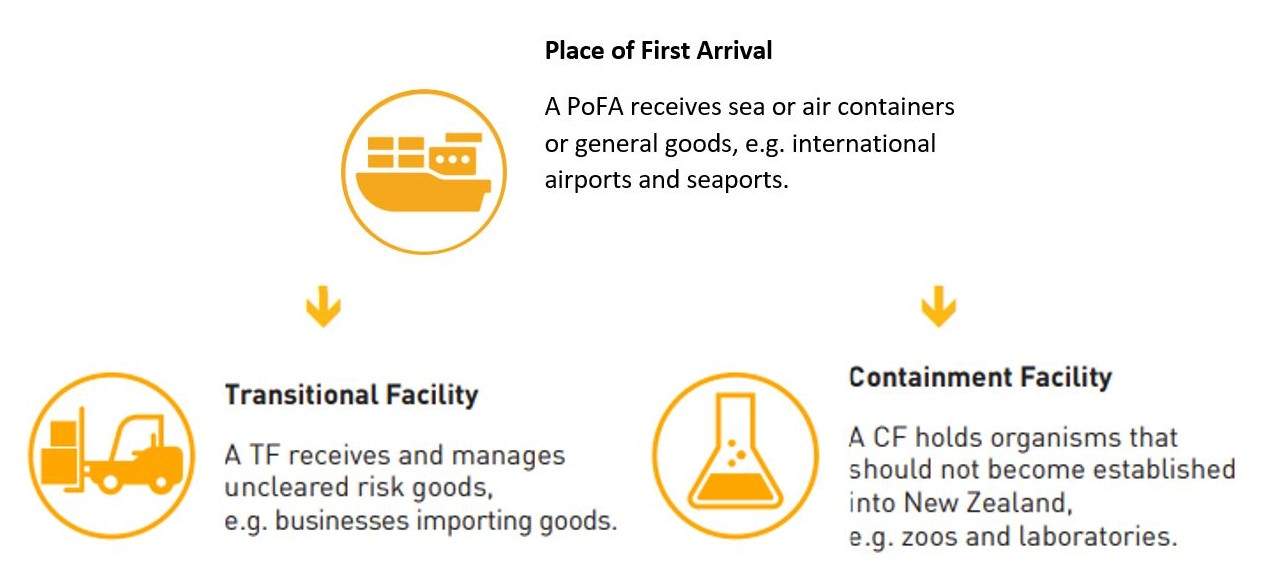 Place of First Arrival
A PoFA receives sea or air containers
or general goods, e.g. international
airports and seaports.
Transitional Facility
A TF receives and manages
uncleared risk goods,
e.g. businesses importing goods.
Containment Facility
A CF holds organisms that
should not become established
into New Zealand,
e.g. zoos and laboratories.